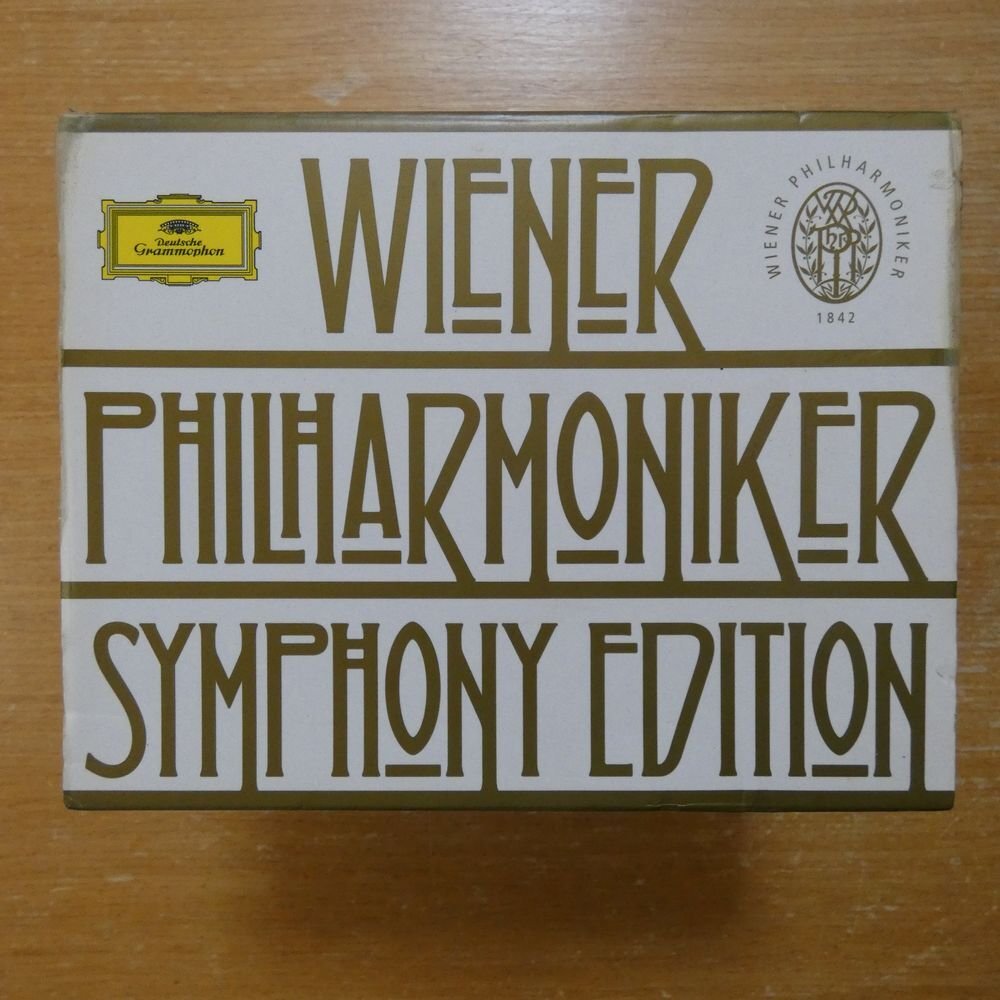 WIENER
Deutsche
Grammophon
WIENER PHILHARMONIKER
1842
PHILHARMONIKER
SYMPHONY EDITION